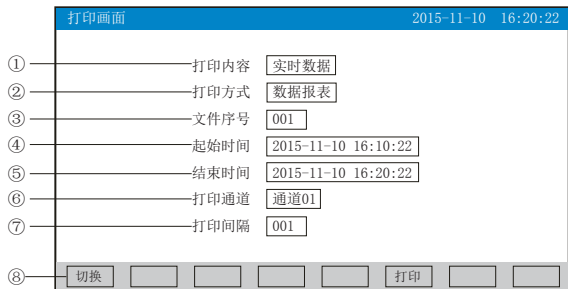 打印画面 2015-11-10 16:20:22
① 打印内容 实时数据
② 打印方式 数据报表
③ 文件序号 001
④ 起始时间 2015-11-10 16:10:22
⑤ 结束时间 2015-11-10 16:20:22
⑥ 打印通道 通道01
⑦ 打印间隔 001
⑧ 切换 打印